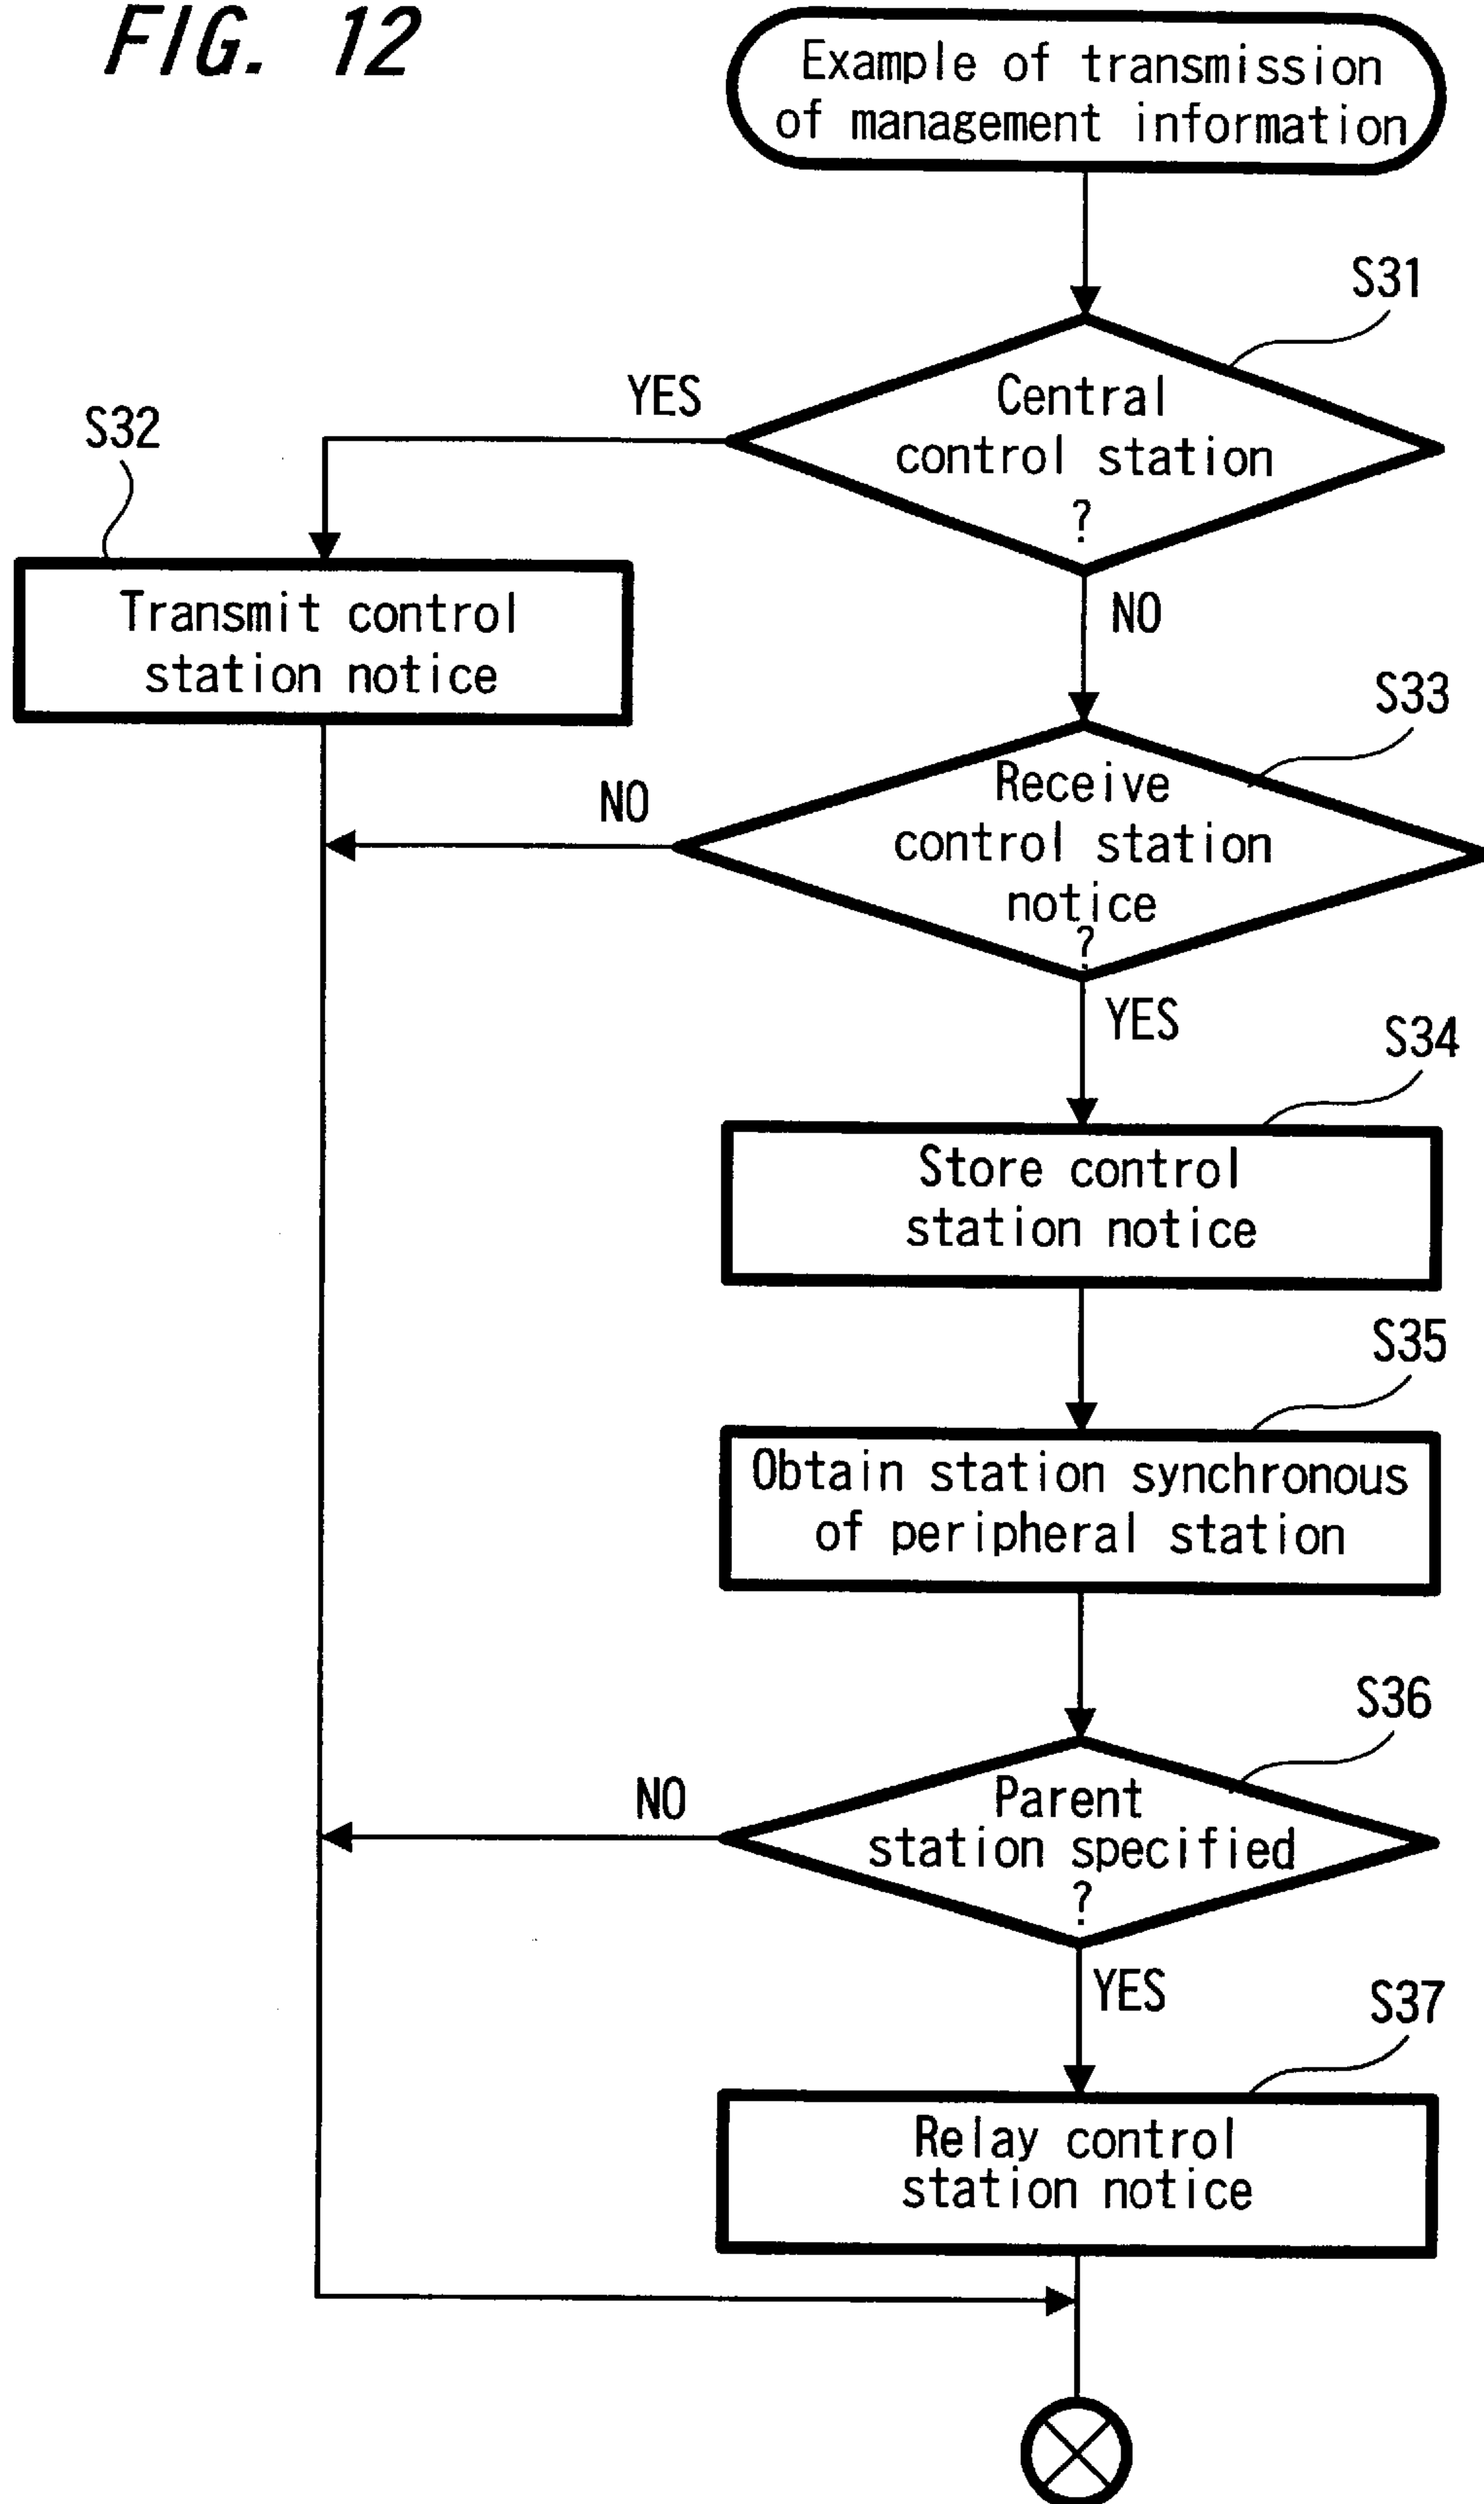 FIG. 12
Example of transmission
of management information
S31
Central
control station
?
YES
NO
S32
Transmit control
station notice
S33
Receive
control station
notice
?
NO
YES
S34
Store control
station notice
S35
Obtain station synchronous
of peripheral station
S36
Parent
station specified
?
NO
YES
S37
Relay control
station notice